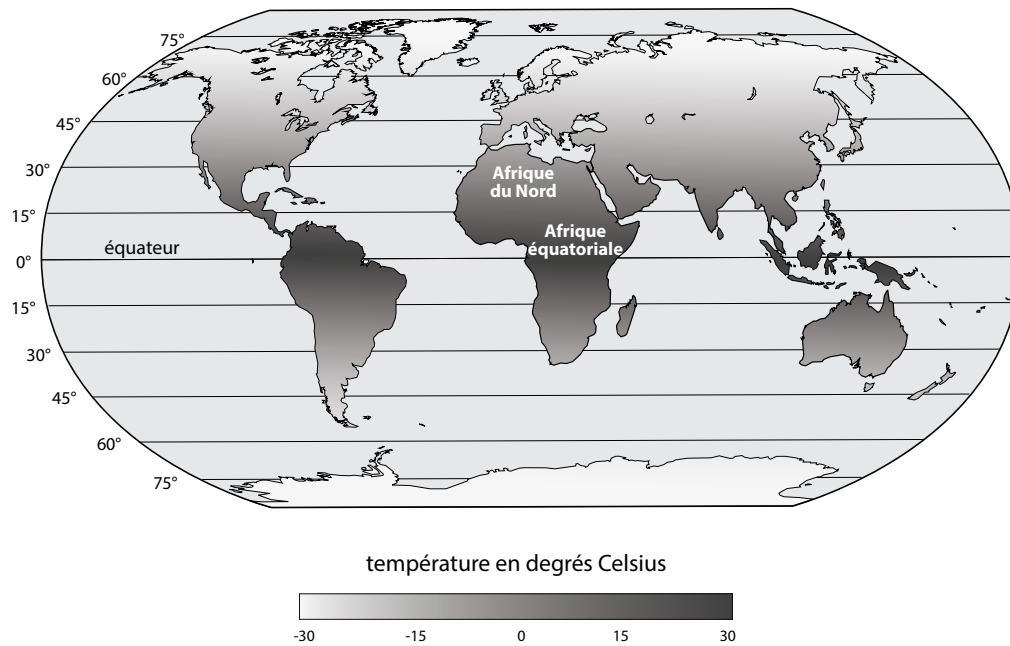 75°
60°
45°
30°
Afrique
du Nord
15°
Afrique
équateur
équatoriale
0°
15°
30°
45°
60°
75°
température en degrés Celsius
-30 -15 0 15 30